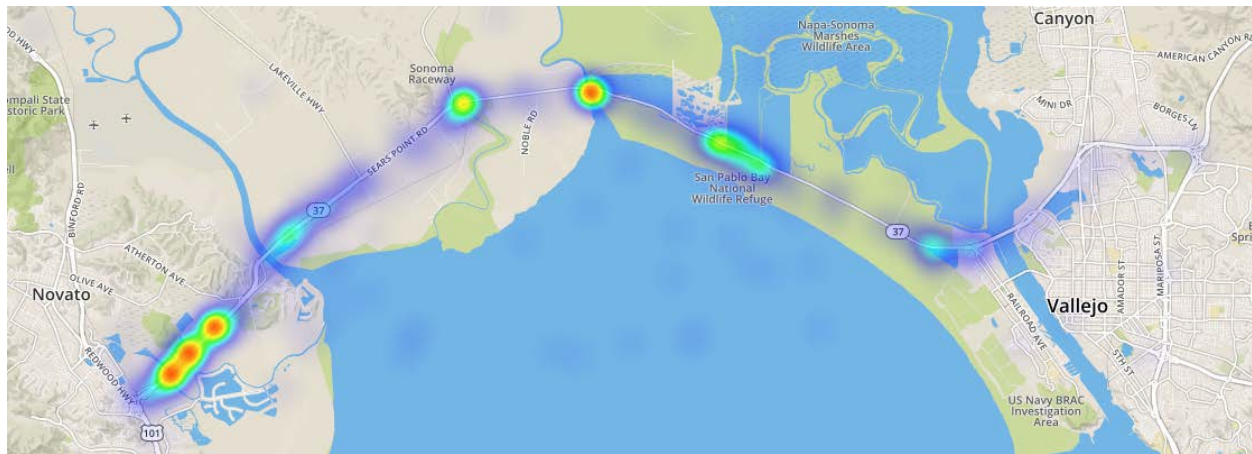 Canyon
Napa-Sonoma
Marshes
Wildlife Area
AMERICAN CANYON R
LAKEVILLE HWY
Sonoma
Raceway
MINI DR
BORGES LN
ompali State
storic Park
NOBLE RD
SEARS POINT RD
San Pablo Bay
National
Wildlife Refuge
37
37
BINFORD RD
ATHERTON AVE
OLIVE AVE
Novato
REDWOOD HWY
101
Vallejo
AMADOR ST
MARIPOSA ST
RAILROAD AVE
5TH ST
US Navy BRAC
Investigation
Area